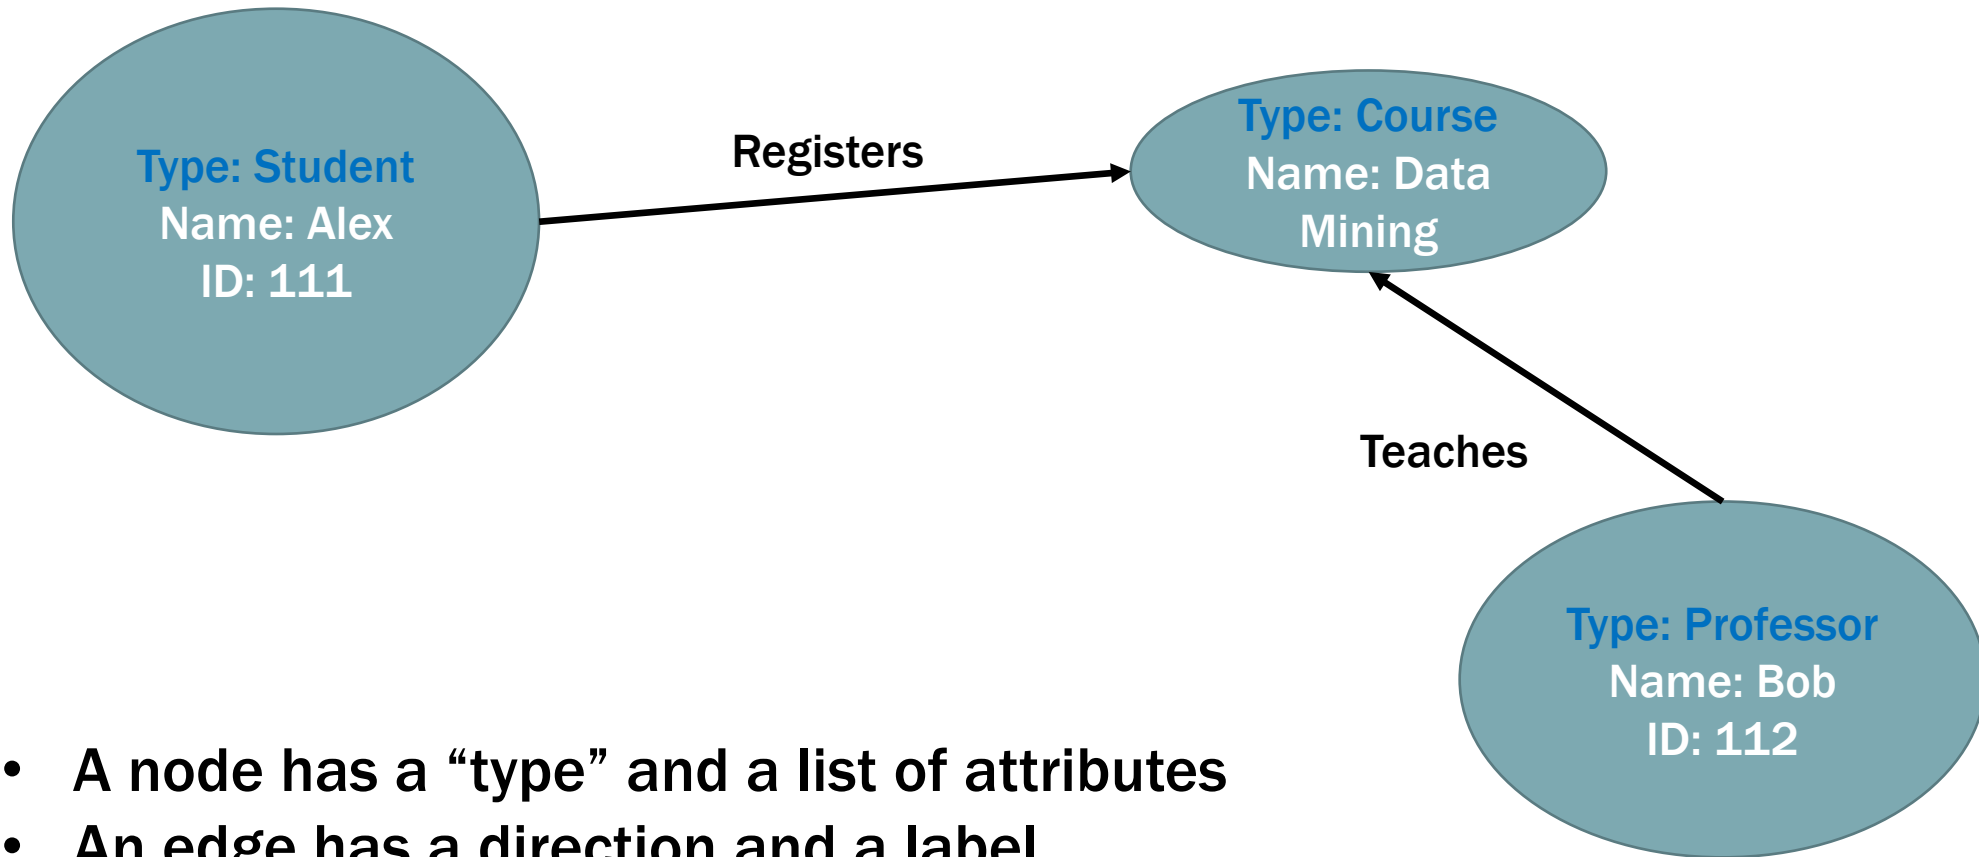 Type: Student
Name: Alex
ID: 111
Registers
Type: Course
Name: Data
Mining
Teaches
Type: Professor
Name: Bob
ID: 112
• A node has a “type” and a list of attributes
• An edge has a direction and a label